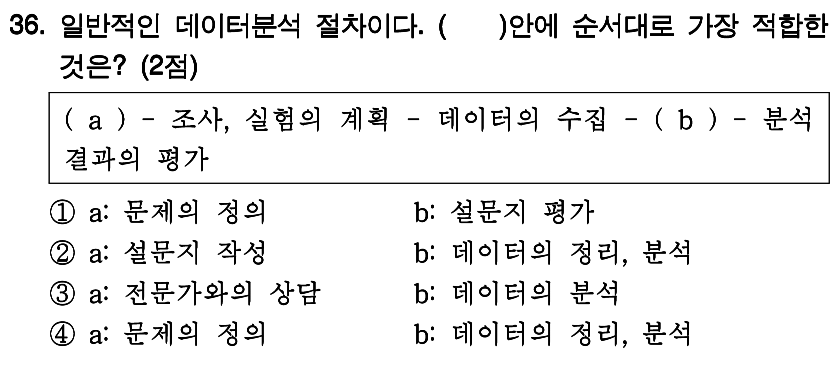 36. 일반적인 데이터분석 절차이다. (    )안에 순서대로 가장 적합한
것은? (2점)
( a ) - 조사, 실험의 계획 - 데이터의 수집 - ( b ) - 분석
결과의 평가
① a: 문제의 정의 b: 설문지 평가
② a: 설문지 작성 b: 데이터의 정리, 분석
③ a: 전문가와의 상담 b: 데이터의 분석
④ a: 문제의 정의 b: 데이터의 정리, 분석